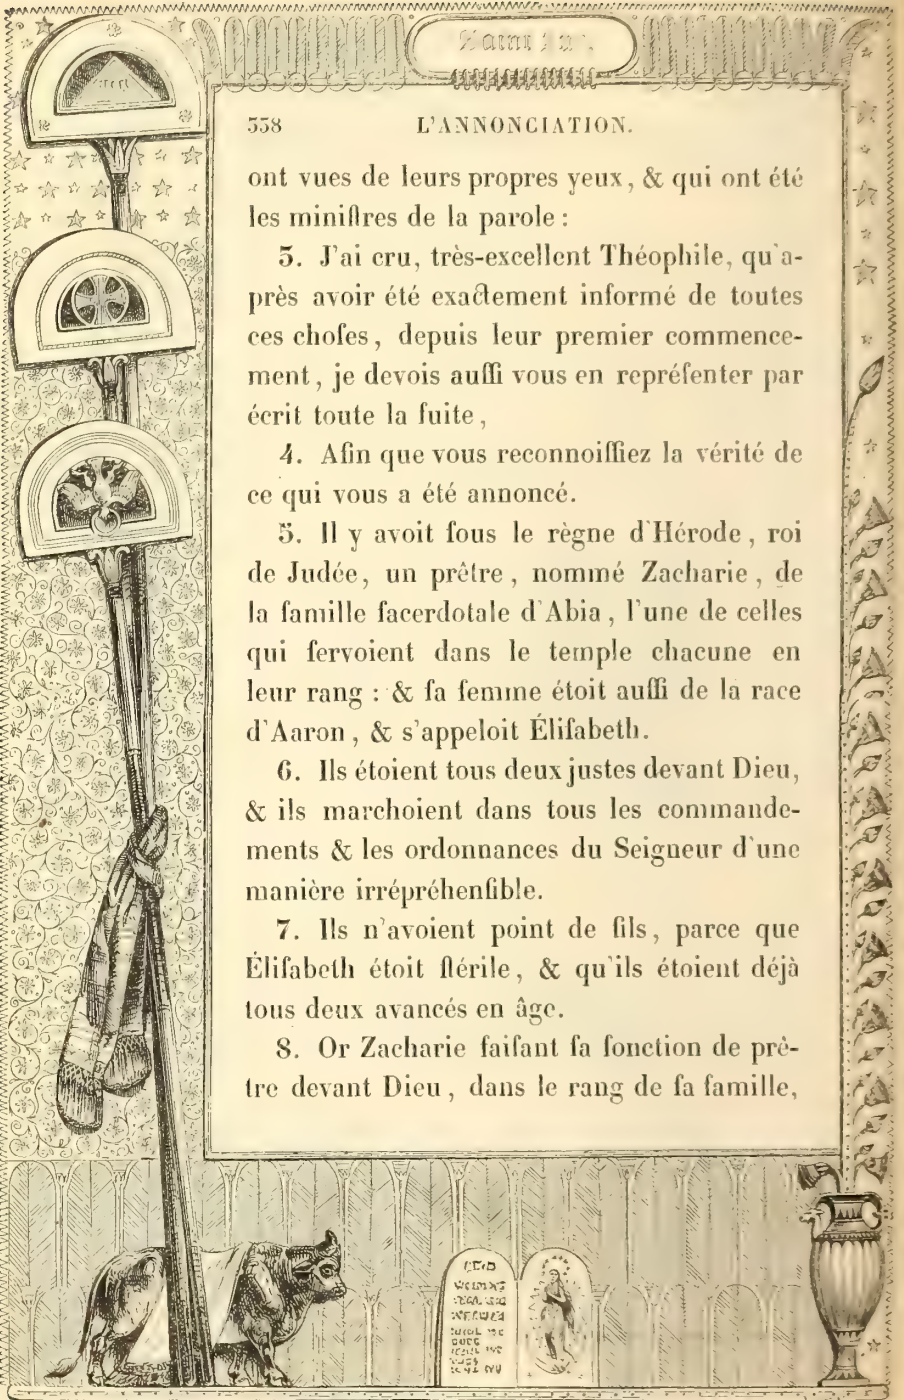 338 L'ANNONCIATION.
ont vues de leurs propres yeux, & qui ont été
les miniſtres de la parole :
3. J'ai cru, très-excellent Théophile, qu'a-
près avoir été exactement informé de toutes
ces choſes, depuis leur premier commence-
ment, je devois auſſi vous en repréſenter par
écrit toute la ſuite,
4. Afin que vous reconnoiſſiez la vérité de
ce qui vous a été annoncé.
5. Il y avoit ſous le règne d'Hérode, roi
de Judée, un prêtre, nommé Zacharie, de
la famille ſacerdotale d'Abia, l'une de celles
qui ſervoient dans le temple chacune en
leur rang : & ſa femme étoit auſſi de la race
d'Aaron, & s'appeloit Éliſabeth.
6. Ils étoient tous deux juſtes devant Dieu,
& ils marchoient dans tous les commande-
ments & les ordonnances du Seigneur d'une
manière irrépréhenſible.
7. Ils n'avoient point de fils, parce que
Éliſabeth étoit ſtérile, & qu'ils étoient déjà
tous deux avancés en âge.
8. Or Zacharie faiſant ſa fonction de prê-
tre devant Dieu, dans le rang de ſa famille,